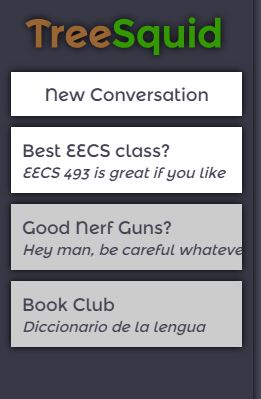 TreeSquid
New Conversation
Best EECS class?
EECS 493 is great if you like
Good Nerf Guns?
Hey man, be careful whateve
Book Club
Diccionario de la lengua